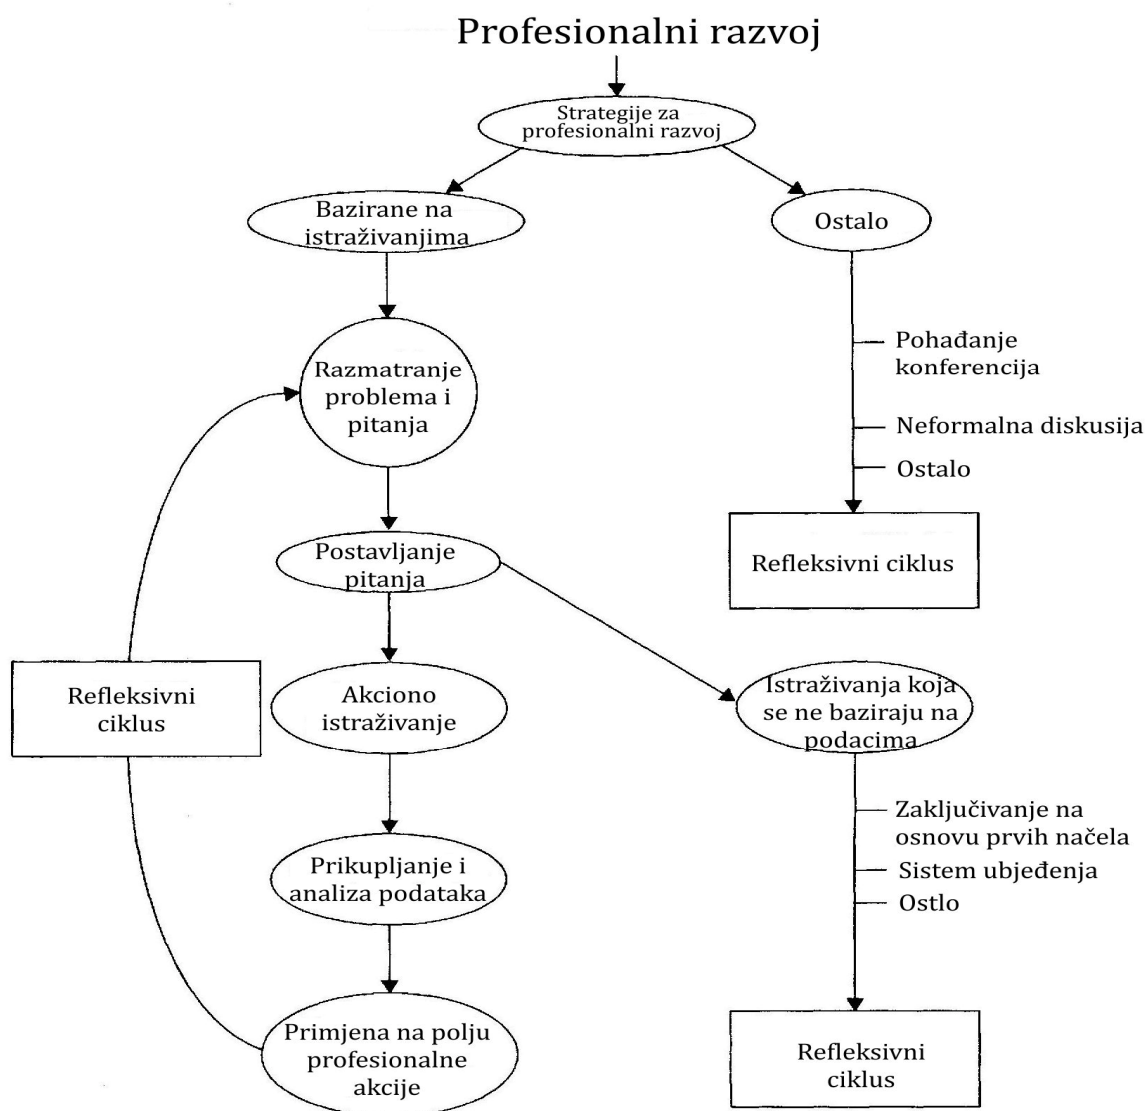 Profesionalni razvoj
Strategije za
profesionalni razvoj
Bazirane na
istraživanjima
Ostalo
Razmatranje
problema i
pitanja
Pohađanje
konferencija
Neformalna diskusija
Ostalo
Refleksivni ciklus
Postavljanje
pitanja
Refleksivni
ciklus
Akciono
istraživanje
Istraživanja koja
se ne baziraju na
podacima
Zaključivanje na
osnovu prvih načela
Sistem ubjeđenja
Ostlo
Prikupljanje i
analiza podataka
Primjena na polju
profesionalne
akcije
Refleksivni
ciklus